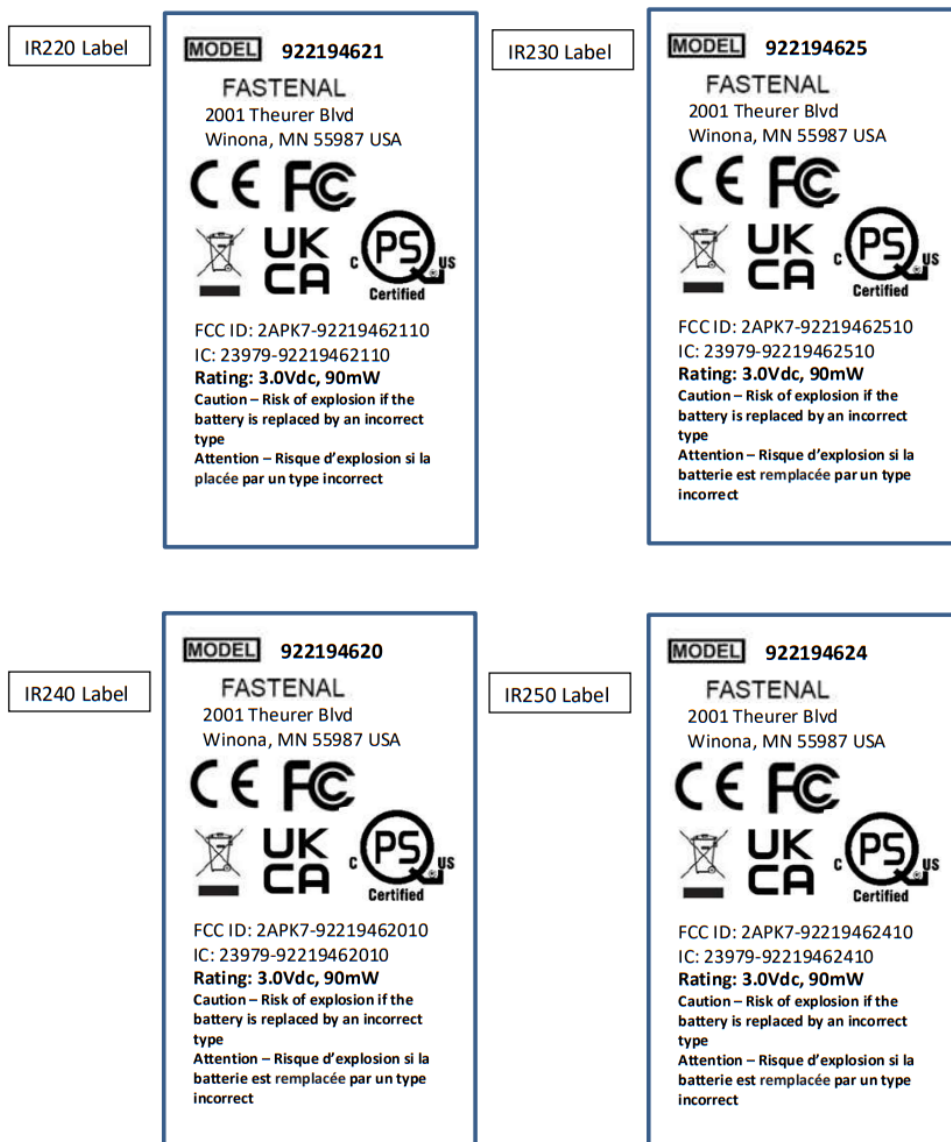 IR220 Label
MODEL 922194621
FASTENAL
2001 Theurer Blvd
Winona, MN 55987 USA
CE FC
UK
CA
C PS US
Certified
FCC ID: 2APK7-92219462110
IC: 23979-92219462110
Rating: 3.0Vdc, 90mW
Caution – Risk of explosion if the
battery is replaced by an incorrect
type
Attention – Risque d’explosion si la
placée par un type incorrect
IR230 Label
MODEL 922194625
FASTENAL
2001 Theurer Blvd
Winona, MN 55987 USA
CE FC
UK
CA
C PS US
Certified
FCC ID: 2APK7-92219462510
IC: 23979-92219462510
Rating: 3.0Vdc, 90mW
Caution – Risk of explosion if the
battery is replaced by an incorrect
type
Attention – Risque d’explosion si la
batterie est remplacée par un type
incorrect
IR240 Label
MODEL 922194620
FASTENAL
2001 Theurer Blvd
Winona, MN 55987 USA
CE FC
UK
CA
C PS US
Certified
FCC ID: 2APK7-92219462010
IC: 23979-92219462010
Rating: 3.0Vdc, 90mW
Caution – Risk of explosion if the
battery is replaced by an incorrect
type
Attention – Risque d’explosion si la
batterie est remplacée par un type
incorrect
IR250 Label
MODEL 922194624
FASTENAL
2001 Theurer Blvd
Winona, MN 55987 USA
CE FC
UK
CA
C PS US
Certified
FCC ID: 2APK7-92219462410
IC: 23979-92219462410
Rating: 3.0Vdc, 90mW
Caution – Risk of explosion if the
battery is replaced by an incorrect
type
Attention – Risque d’explosion si la
batterie est remplacée par un type
incorrect